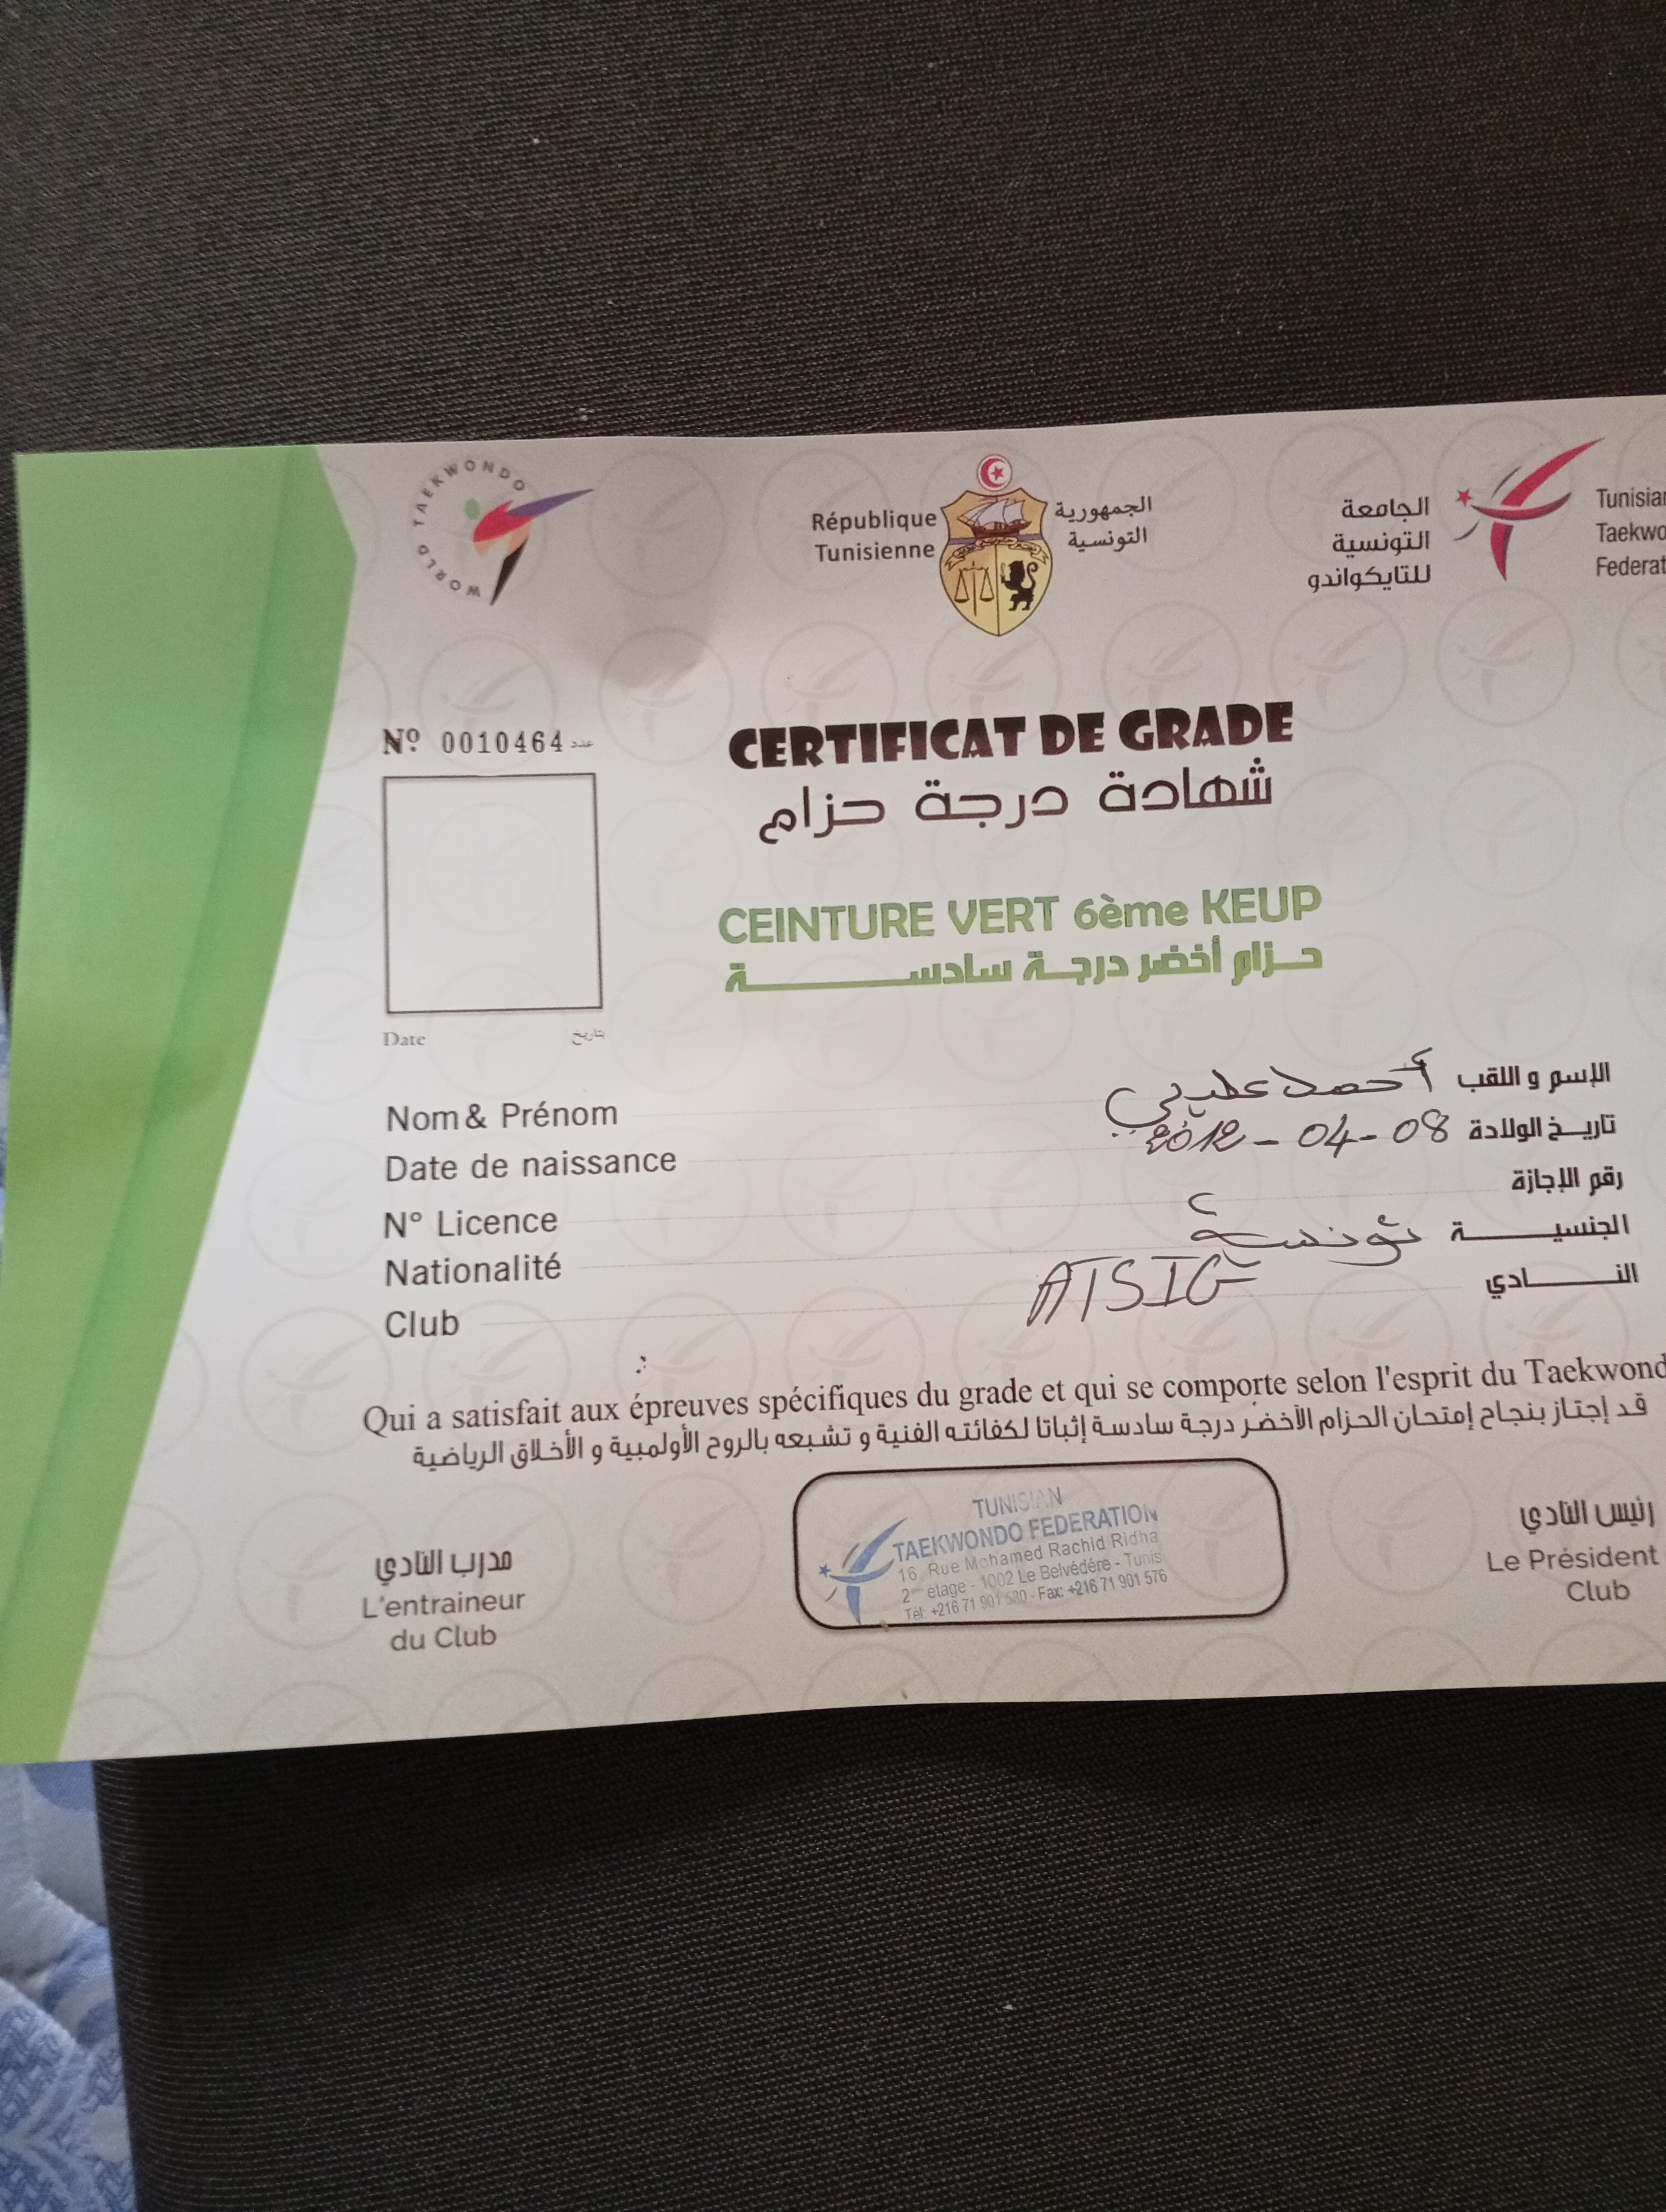 WORLD TAEKWONDO
République
Tunisienne
الجمهورية
التونسية
الجامعة
التونسية
للتايكواندو
Tunisian
Taekwo
Federat
Nº 0010464 عدد
CERTIFICAT DE GRADE
شهادة درجة حزام
CEINTURE VERT 6ème KEUP
حزام أخضر درجة سادسة
Date بتاريخ
Nom & Prénom أحمد الإسم و اللقب
Date de naissance 2012-04-08 تاريخ الولادة
N° Licence رقم الإجازة
Nationalité تونسية الجنسية
Club ATSIG النادي
Qui a satisfait aux épreuves spécifiques du grade et qui se comporte selon l'esprit du Taekwond
قد إجتاز بنجاح إمتحان الحزام الأخضر درجة سادسة إثباتا لكفائته الفنية و تشبعه بالروح الأولمبية و الأخلاق الرياضية
مدرب النادي
L'entraineur
du Club
TUNISIAN
TAEKWONDO FEDERATION
16, Rue Mohamed Rachid Ridha
2ème étage - 1002 Le Belvédére - Tunis
Tél: +216 71 901 580 - Fax: +216 71 901 576
رئيس النادي
Le Président
Club